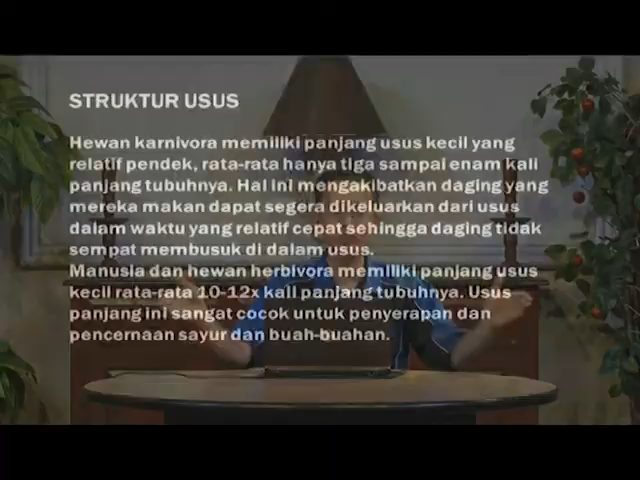 STRUKTUR USUS
Hewan karnivora memiliki panjang usus kecil yang
relatif pendek, rata-rata hanya tiga sampai enam kali
panjang tubuhnya. Hal ini mengakibatkan daging yang
mereka makan dapat segera dikeluarkan dari usus
dalam waktu yang relatif cepat sehingga daging tidak
sempat membusuk di dalam usus.
Manusia dan hewan herbivora memiliki panjang usus
kecil rata-rata 10-12x kali panjang tubuhnya. Usus
panjang ini sangat cocok untuk penyerapan dan
pencernaan sayur dan buah-buahan.